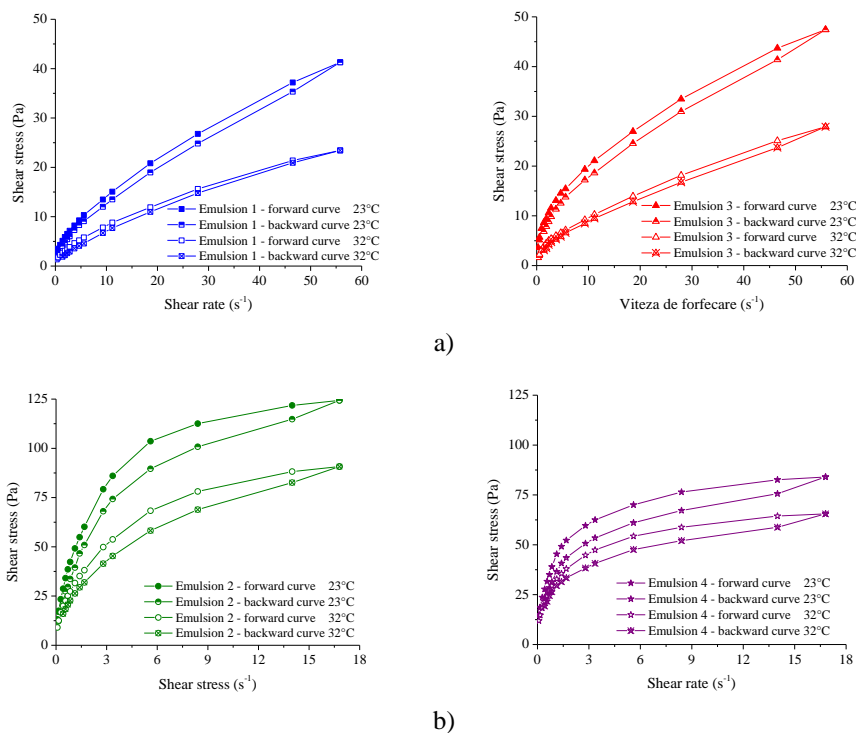 50
40
30
20
10
0
Shear stress (Pa)
Emulsion 1 - forward curve 23°C
Emulsion 1 - backward curve 23°C
Emulsion 1 - forward curve 32°C
Emulsion 1 - backward curve 32°C
0 10 20 30 40 50 60
Shear rate (s-1)
50
40
30
20
10
0
Shear stress (Pa)
Emulsion 3 - forward curve 23°C
Emulsion 3 - backward curve 23°C
Emulsion 3 - forward curve 32°C
Emulsion 3 - backward curve 32°C
0 10 20 30 40 50 60
Viteza de forfecare (s-1)
a)
125
100
75
50
25
0
Shear stress (Pa)
Emulsion 2 - forward curve 23°C
Emulsion 2 - backward curve 23°C
Emulsion 2 - forward curve 32°C
Emulsion 2 - backward curve 32°C
0 3 6 9 12 15 18
Shear stress (s-1)
125
100
75
50
25
0
Shear stress (Pa)
Emulsion 4 - forward curve 23°C
Emulsion 4 - backward curve 23°C
Emulsion 4 - forward curve 32°C
Emulsion 4 - backward curve 32°C
0 3 6 9 12 15 18
Shear rate (s-1)
b)